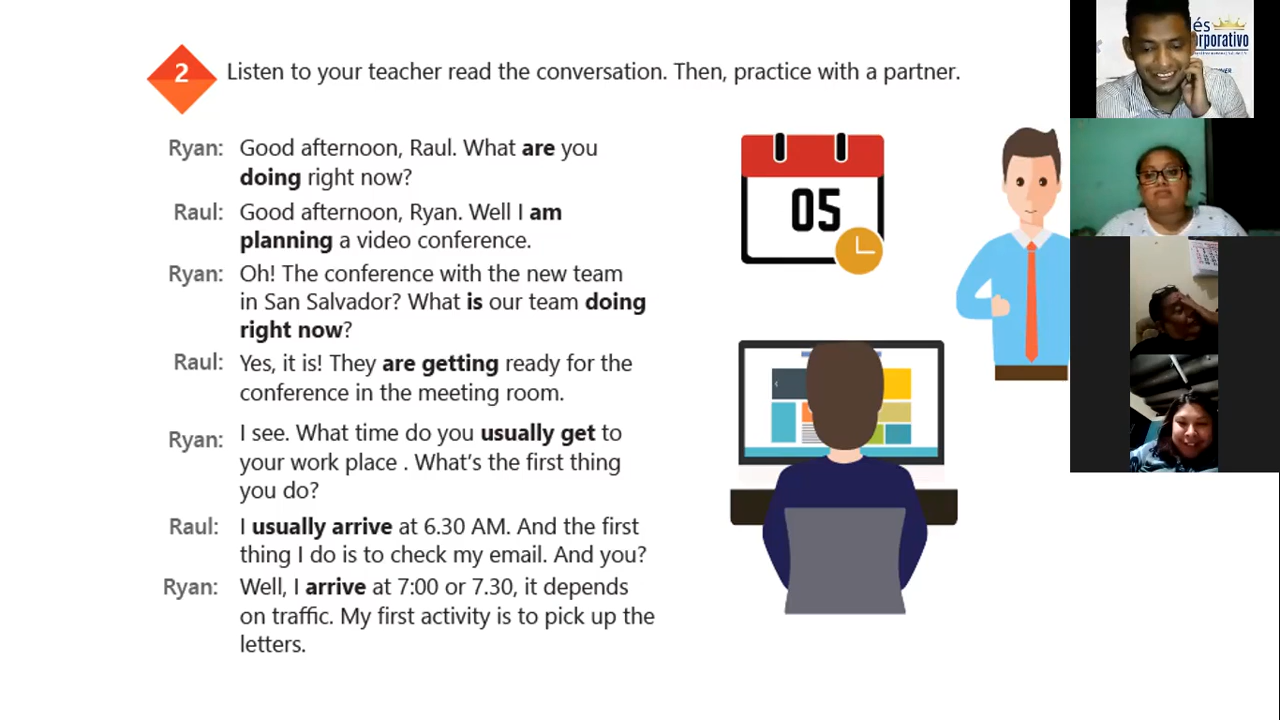 2
Listen to your teacher read the conversation. Then, practice with a partner.
Ryan: Good afternoon, Raul. What are you
doing right now?
Raul: Good afternoon, Ryan. Well I am
planning a video conference.
Ryan: Oh! The conference with the new team
in San Salvador? What is our team doing
right now?
Raul: Yes, it is! They are getting ready for the
conference in the meeting room.
Ryan: I see. What time do you usually get to
your work place . What's the first thing
you do?
Raul: I usually arrive at 6.30 AM. And the first
thing I do is to check my email. And you?
Ryan: Well, I arrive at 7:00 or 7.30, it depends
on traffic. My first activity is to pick up the
letters.
05
és
orporativo